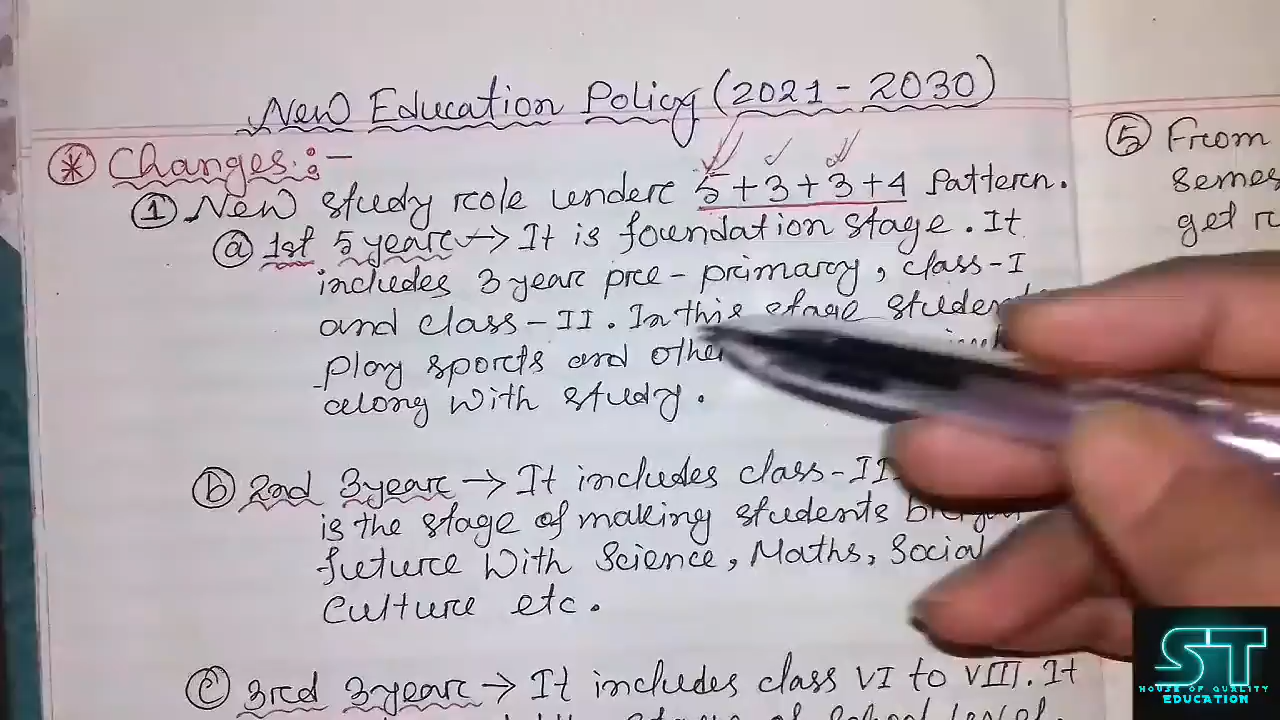 New Education Policy (2021 - 2030)
* Changes:-
① New study role under 5+3+3+4 Pattern.
ⓐ 1st 5 year → It is foundation stage. It
includes 3 year pre-primary, class-I
and class-II. In this stage students
play sports and other
along with study.
ⓑ 2nd 3 year → It includes class-II
is the stage of making students
future With Science, Maths, Social
Culture etc.
ⓒ 3rd 3 year → It includes class VI to VIII. It
of School level.
⑤ From
semes
get
ST
HOUSE OF QUALITY
EDUCATION